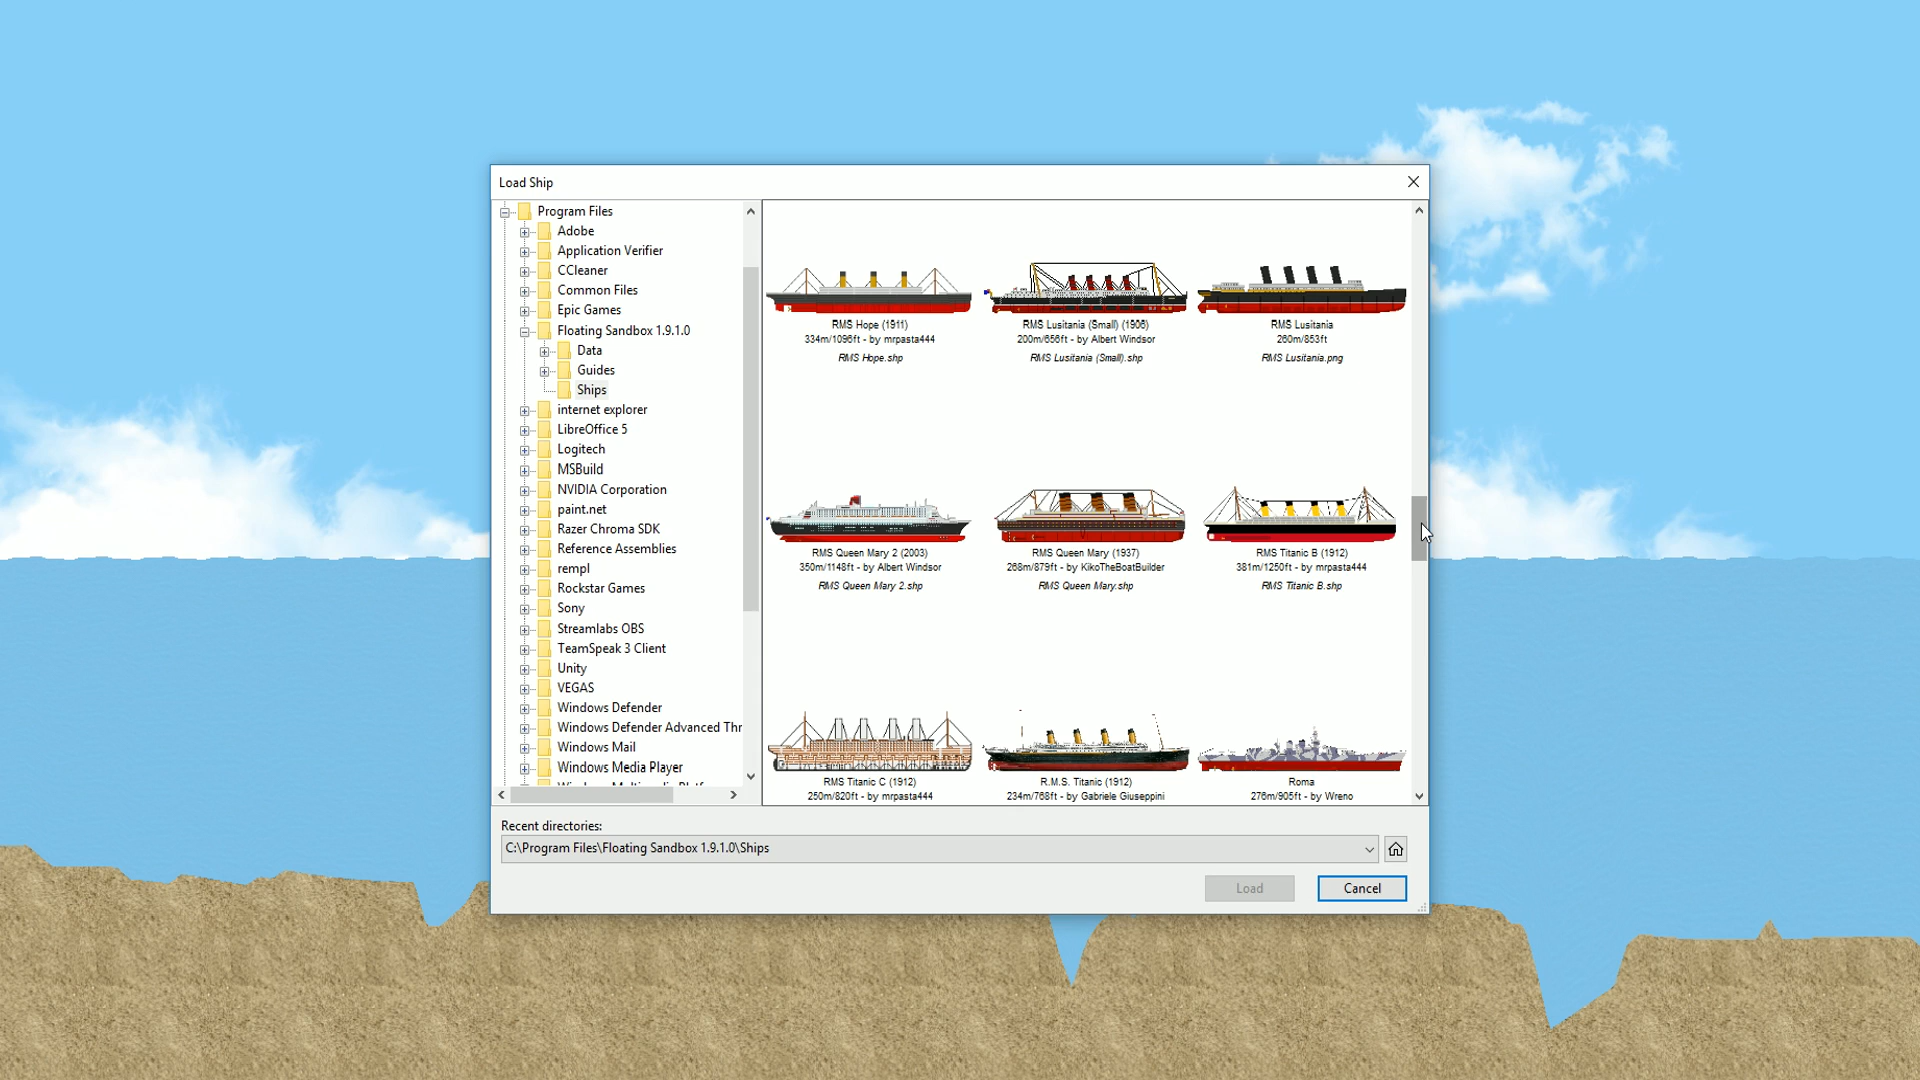 Load Ship
Program Files
Adobe
Application Verifier
CCleaner
Common Files
Epic Games
Floating Sandbox 1.9.1.0
Data
Guides
Ships
internet explorer
LibreOffice 5
Logitech
MSBuild
NVIDIA Corporation
paint.net
Razer Chroma SDK
Reference Assemblies
rempl
Rockstar Games
Sony
Streamlabs OBS
TeamSpeak 3 Client
Unity
VEGAS
Windows Defender
Windows Defender Advanced Thr
Windows Mail
Windows Media Player
RMS Hope (1911)
334m/1096ft - by mrpasta444
RMS Hope.shp
RMS Lusitania (Small) (1906)
200m/656ft - by Albert Windsor
RMS Lusitania (Small).shp
RMS Lusitania
260m/853ft
RMS Lusitania.png
RMS Queen Mary 2 (2003)
350m/1148ft - by Albert Windsor
RMS Queen Mary 2.shp
RMS Queen Mary (1937)
268m/879ft - by KikoTheBoatBuilder
RMS Queen Mary.shp
RMS Titanic B (1912)
381m/1250ft - by mrpasta444
RMS Titanic B.shp
RMS Titanic C (1912)
250m/820ft - by mrpasta444
R.M.S. Titanic (1912)
234m/768ft - by Gabriele Giuseppini
Roma
276m/905ft - by Wreno
Recent directories:
C:\Program Files\Floating Sandbox 1.9.1.0\Ships
Load
Cancel